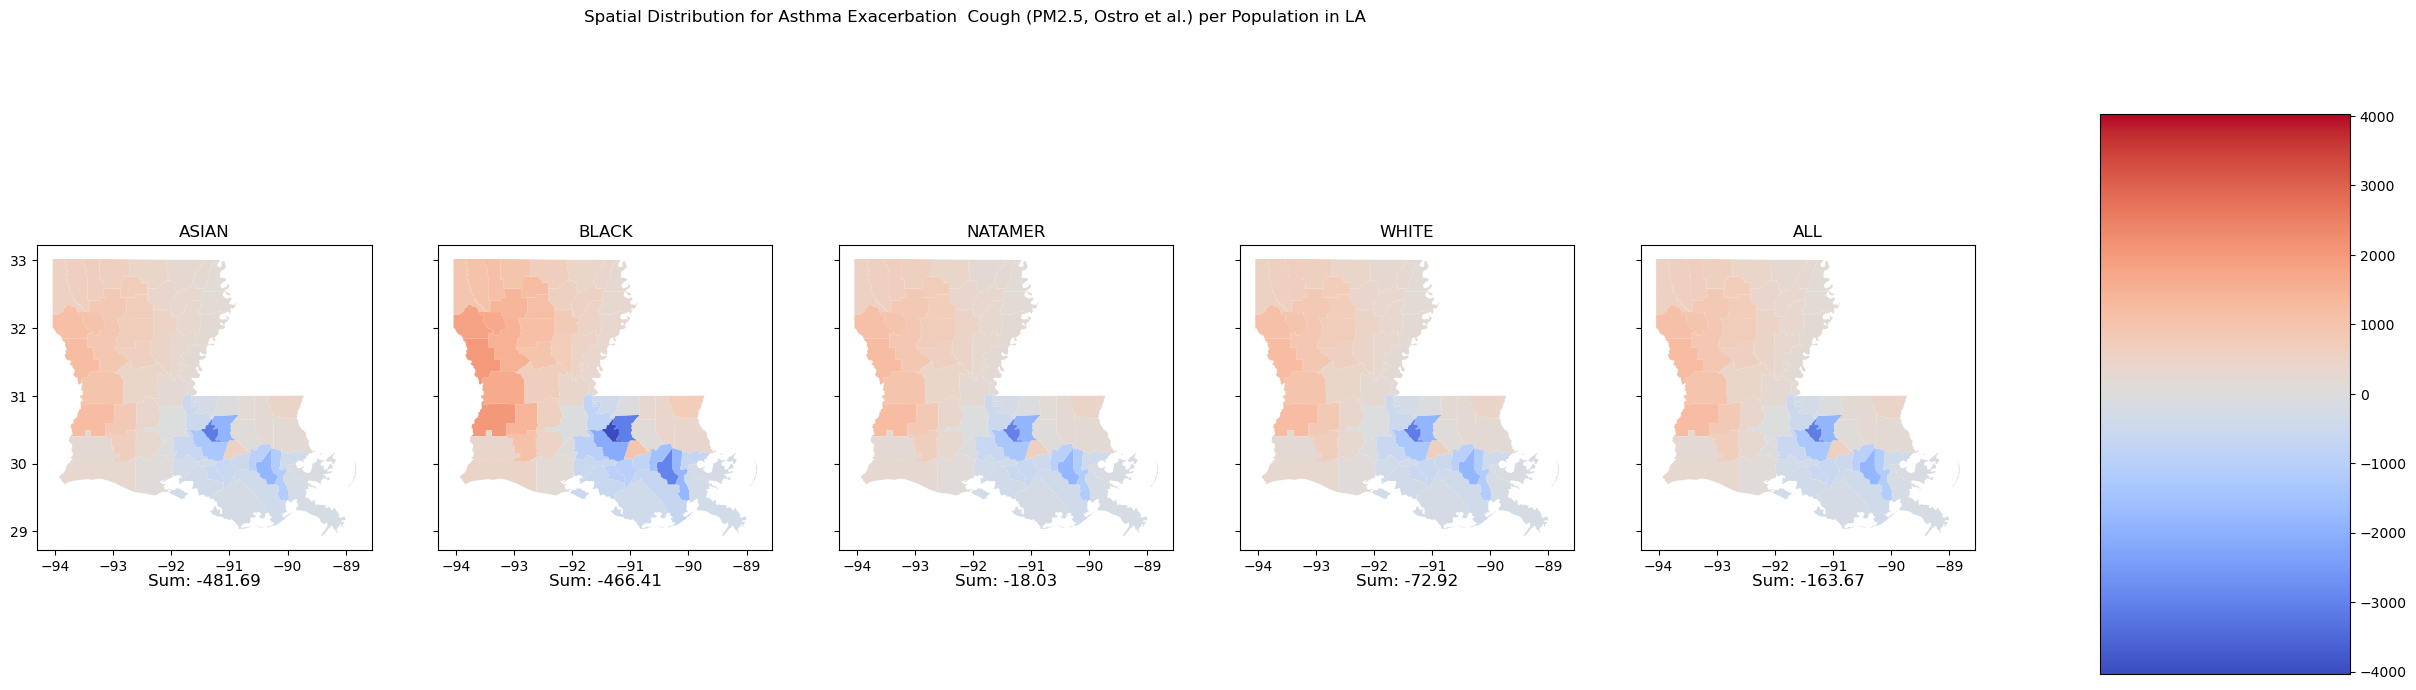 Spatial Distribution for Asthma Exacerbation  Cough (PM2.5, Ostro et al.) per Population in LA
ASIAN
BLACK
NATAMER
WHITE
ALL
33
32
31
30
29
−94 −93 −92 −91 −90 −89
−94 −93 −92 −91 −90 −89
−94 −93 −92 −91 −90 −89
−94 −93 −92 −91 −90 −89
−94 −93 −92 −91 −90 −89
Sum: -481.69
Sum: -466.41
Sum: -18.03
Sum: -72.92
Sum: -163.67
4000
3000
2000
1000
0
−1000
−2000
−3000
−4000